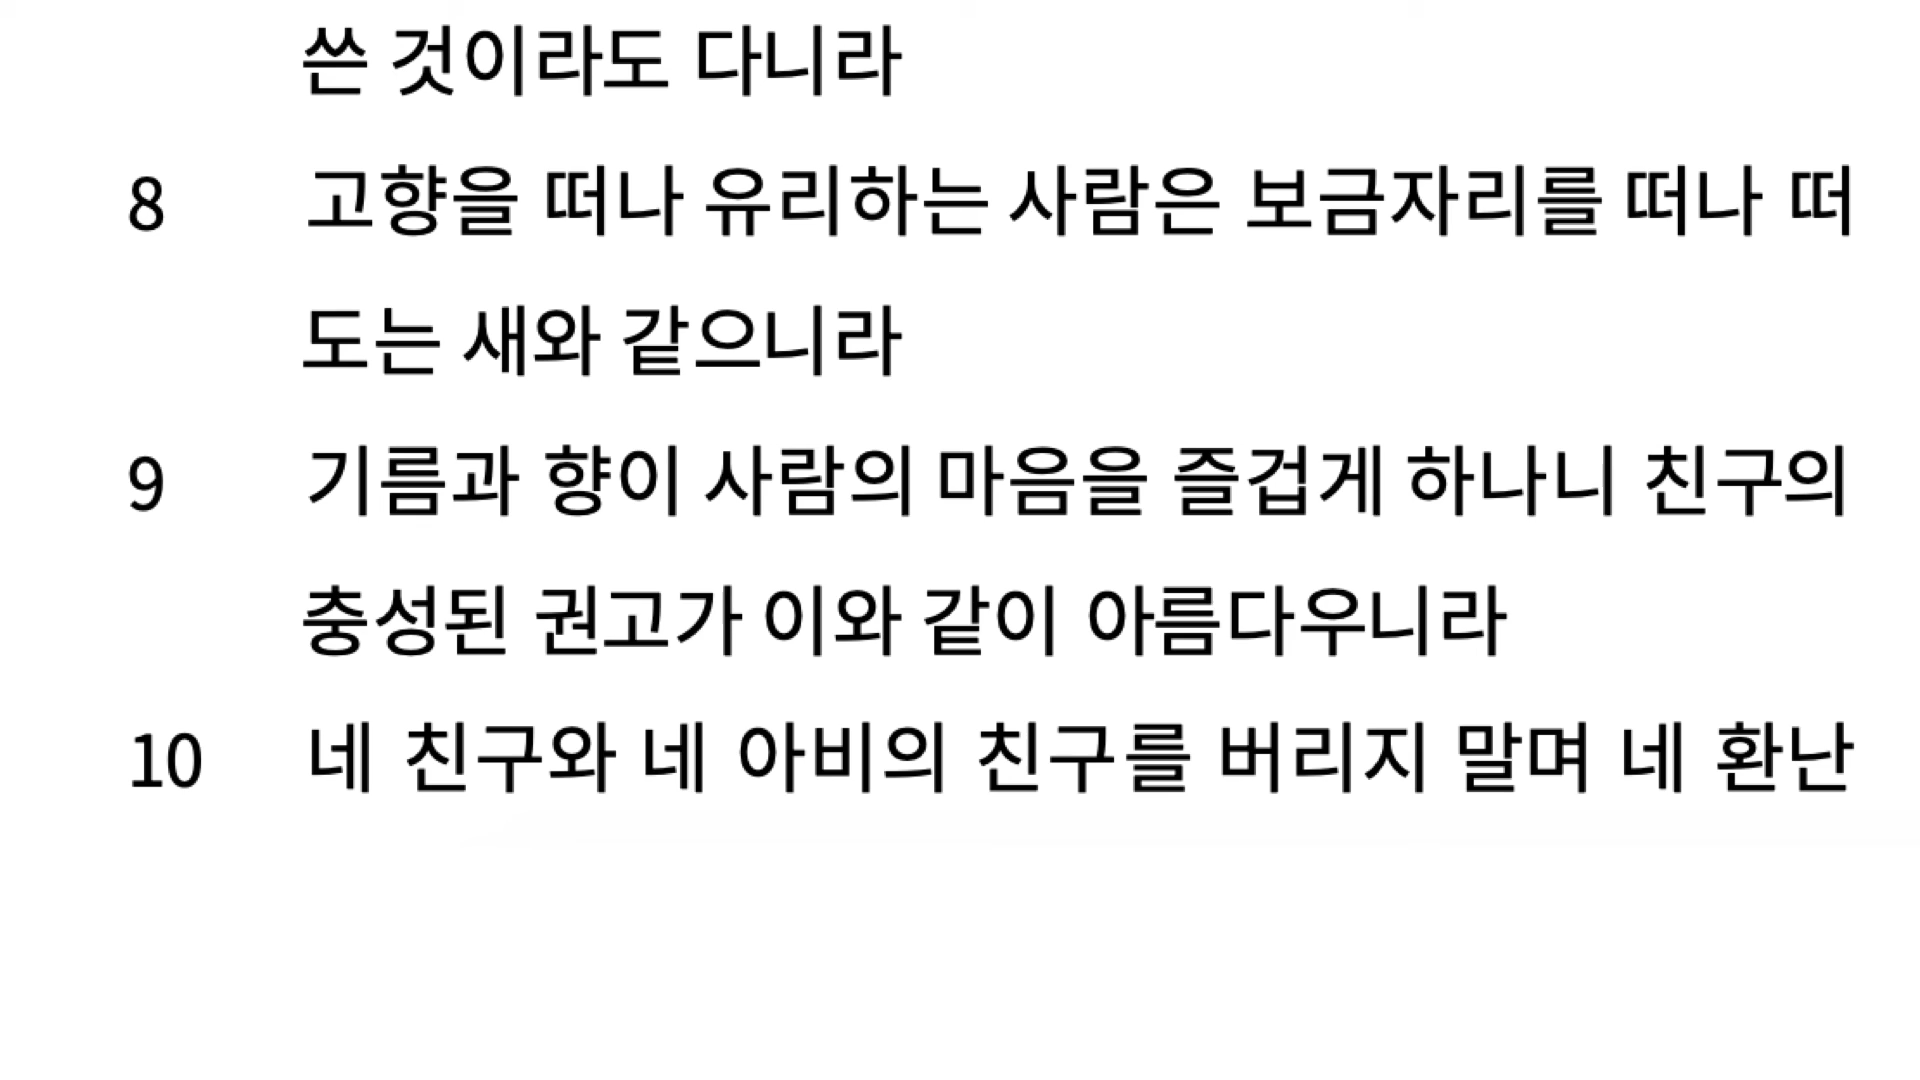 쓴 것이라도 다니라
8 고향을 떠나 유리하는 사람은 보금자리를 떠나 떠
도는 새와 같으니라
9 기름과 향이 사람의 마음을 즐겁게 하나니 친구의
충성된 권고가 이와 같이 아름다우니라
10 네 친구와 네 아비의 친구를 버리지 말며 네 환난